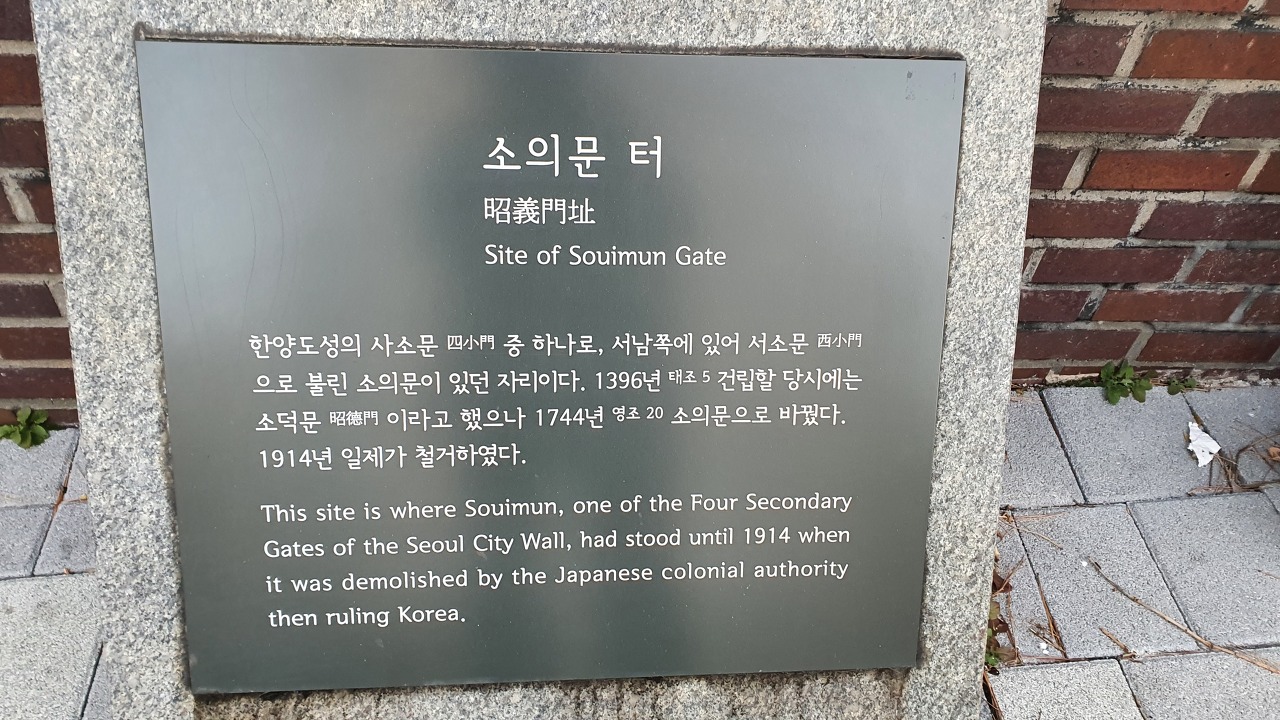 소의문 터
昭義門址
Site of Souimun Gate
한양도성의 사소문 四小門 중 하나로, 서남쪽에 있어 서소문 西小門
으로 불린 소의문이 있던 자리이다. 1396년 태조 5 건립할 당시에는
소덕문 昭德門 이라고 했으나 1744년 영조 20 소의문으로 바꿨다.
1914년 일제가 철거하였다.
This site is where Souimun, one of the Four Secondary
Gates of the Seoul City Wall, had stood until 1914 when
it was demolished by the Japanese colonial authority
then ruling Korea.